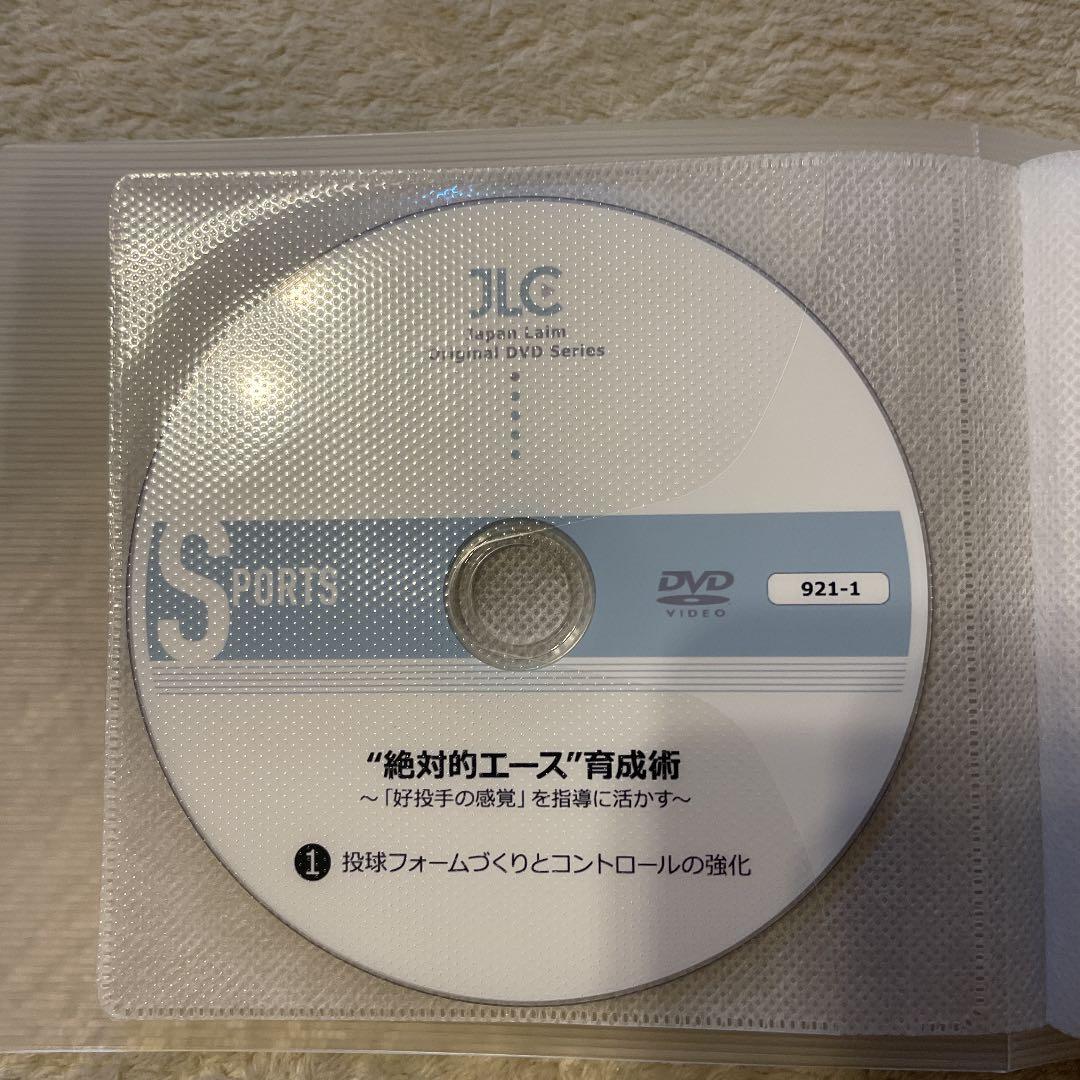 JLC
Japan Laim
Original DVD Series
SPORTS
DVD
VIDEO
921-1
“絶対的エース”育成術
～「好投手の感覚」を指導に活かす～
❶ 投球フォームづくりとコントロールの強化